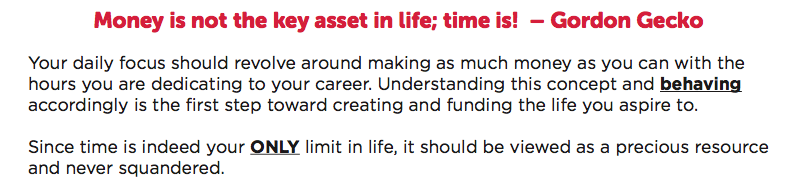 Money is not the key asset in life; time is! – Gordon Gecko
Your daily focus should revolve around making as much money as you can with the
hours you are dedicating to your career. Understanding this concept and behaving
accordingly is the first step toward creating and funding the life you aspire to.
Since time is indeed your ONLY limit in life, it should be viewed as a precious resource
and never squandered.